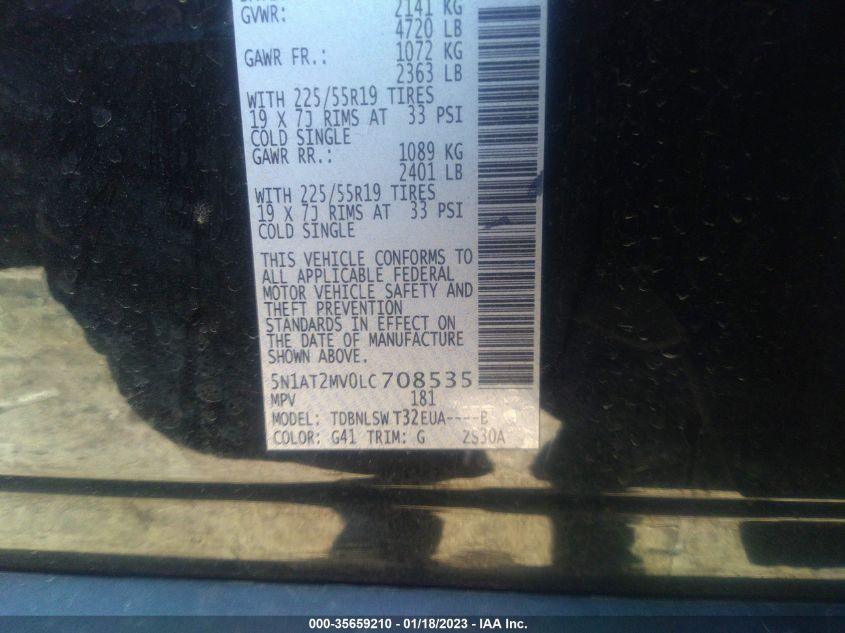 GVWR: 2141 KG
4720 LB
GAWR FR.: 1072 KG
2363 LB
WITH 225/55R19 TIRES
19 X 7J RIMS AT 33 PSI
COLD SINGLE
GAWR RR.: 1089 KG
2401 LB
WITH 225/55R19 TIRES
19 X 7J RIMS AT 33 PSI
COLD SINGLE
THIS VEHICLE CONFORMS TO
ALL APPLICABLE FEDERAL
MOTOR VEHICLE SAFETY AND
THEFT PREVENTION
STANDARDS IN EFFECT ON
THE DATE OF MANUFACTURE
SHOWN ABOVE.
5N1AT2MV0LC708535
MPV 181
MODEL: TDBNLSW T32EUA----B
COLOR: G41 TRIM: G ZS30A
000-35659210 - 01/18/2023 - IAA Inc.